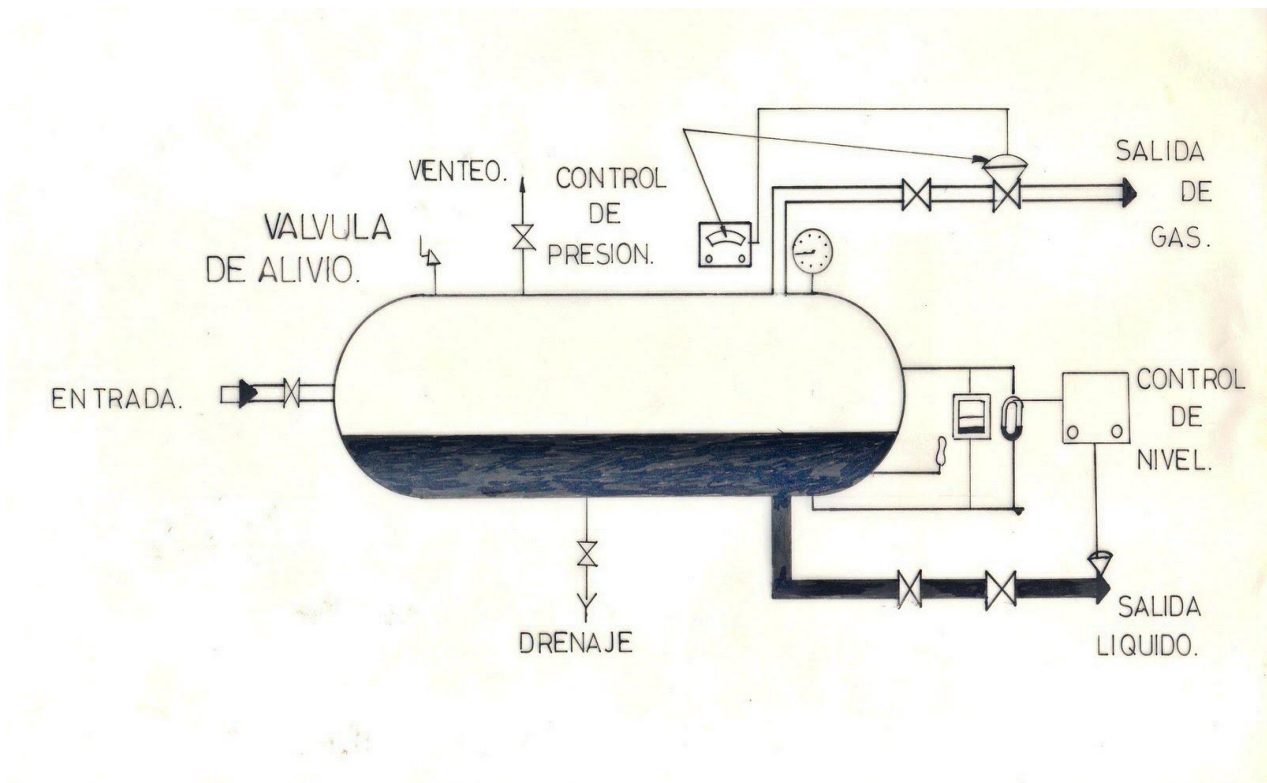 VENTEO.
CONTROL
DE
PRESION.
SALIDA
DE
GAS.
VALVULA
DE ALIVIO.
ENTRADA.
CONTROL
DE
NIVEL.
DRENAJE
SALIDA
LIQUIDO.